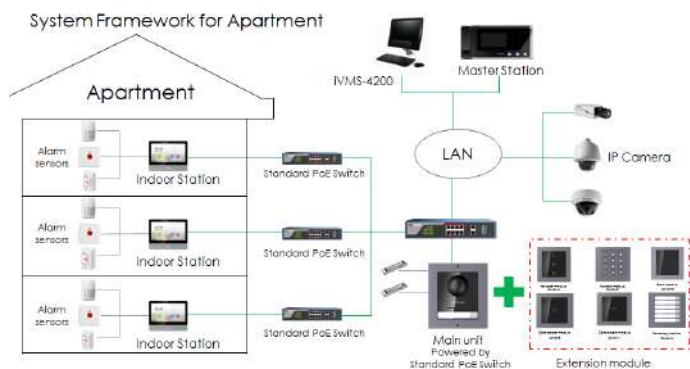 System Framework for Apartment
iVMS-4200
Master Station
Apartment
Alarm
sensors
Indoor Station
Standard PoE Switch
LAN
IP Camera
Alarm
sensors
Indoor Station
Standard PoE Switch
Alarm
sensors
Indoor Station
Standard PoE Switch
Main unit
Powered by
Standard PoE Switch
Extension module